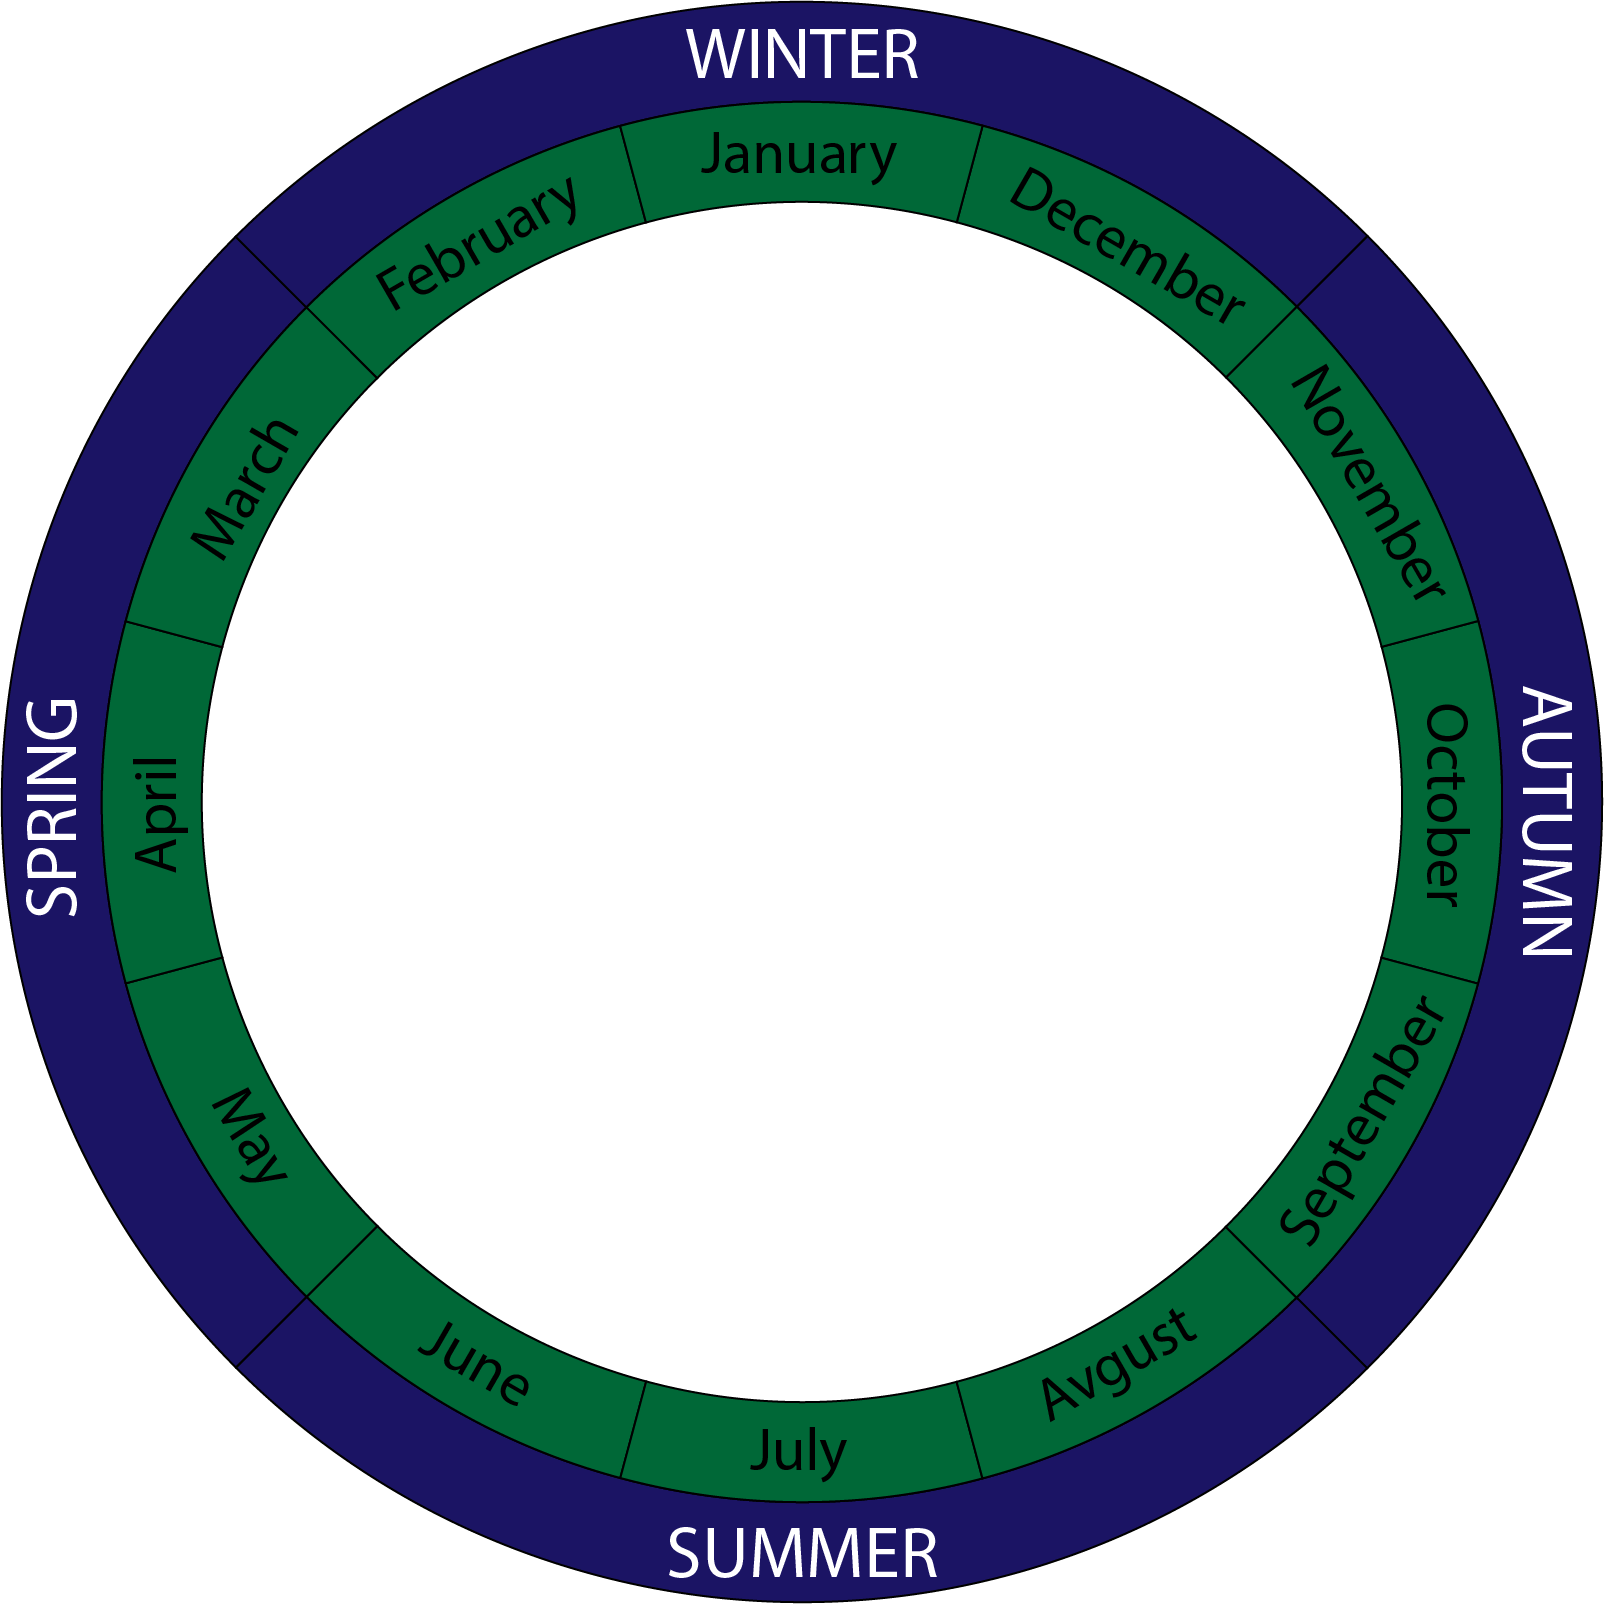 WINTER
January
December
November
October
September
Avgust
July
June
May
April
March
February
AUTUMN
SUMMER
SPRING